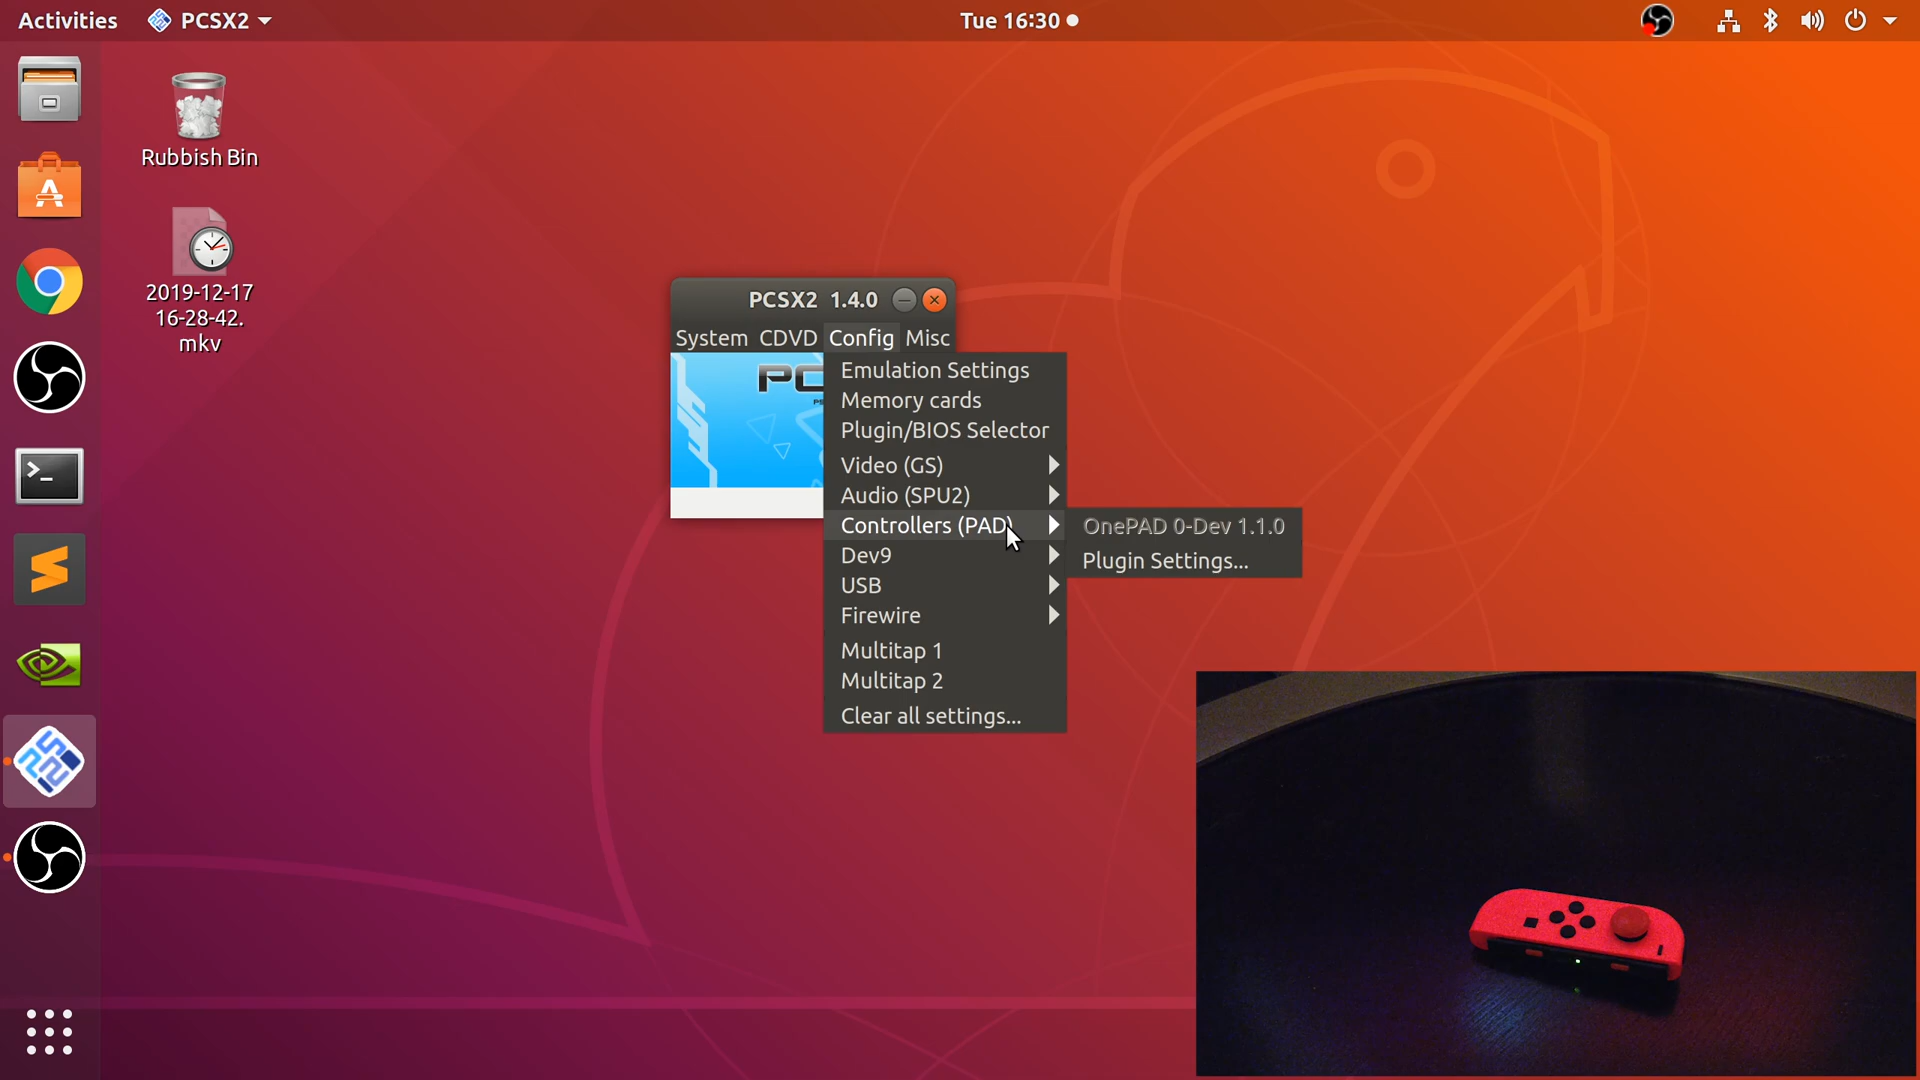 Activities
PCSX2
Tue 16:30
Rubbish Bin
2019-12-17
16-28-42.
mkv
PCSX2 1.4.0
System CDVD Config Misc
PC
PS
Emulation Settings
Memory cards
Plugin/BIOS Selector
Video (GS)
Audio (SPU2)
Controllers (PAD)
Dev9
USB
Firewire
Multitap 1
Multitap 2
Clear all settings...
OnePAD 0-Dev 1.1.0
Plugin Settings...